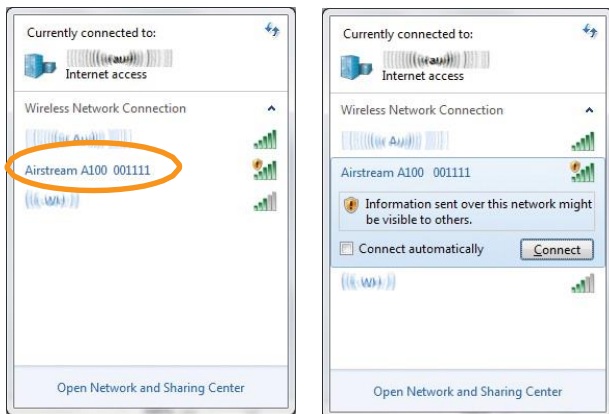 Currently connected to:
Internet access
Wireless Network Connection
Airstream A100 001111
Open Network and Sharing Center
Currently connected to:
Internet access
Wireless Network Connection
Airstream A100 001111
Information sent over this network might
be visible to others.
Connect automatically
Connect
Open Network and Sharing Center